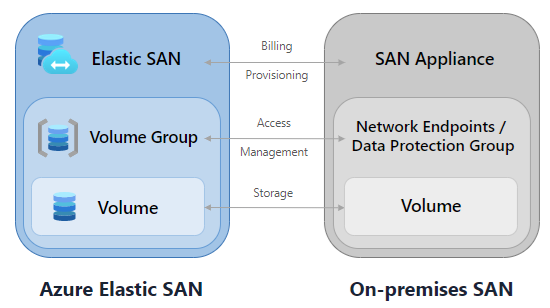 Elastic SAN
Billing
Provisioning
SAN Appliance
Volume Group
Access
Management
Network Endpoints /
Data Protection Group
Volume
Storage
Volume
Azure Elastic SAN
On-premises SAN